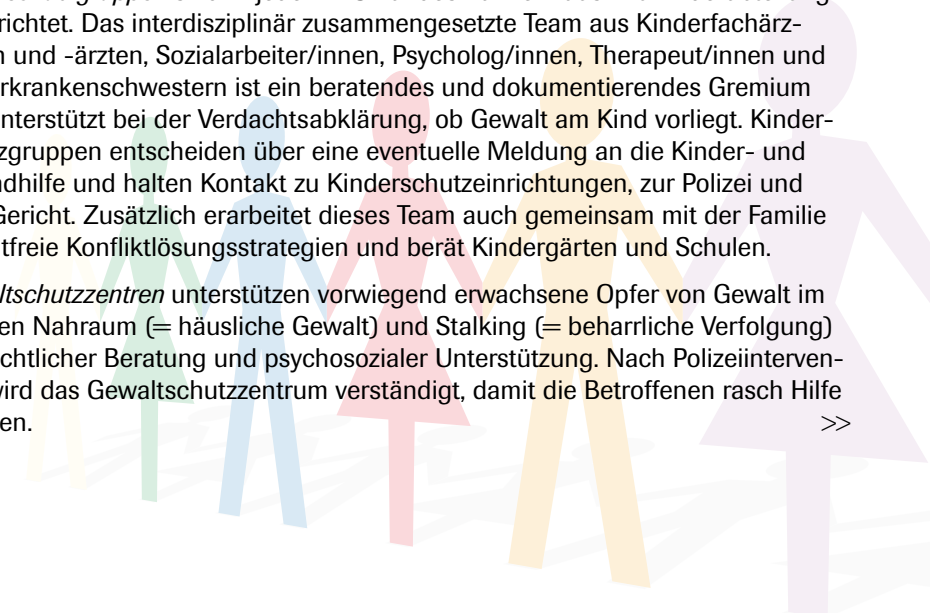 richtet. Das interdisziplinär zusammengesetzte Team aus Kinderfachärz-
und -ärzten, Sozialarbeiter/innen, Psycholog/innen, Therapeut/innen und
rkrankenschwestern ist ein beratendes und dokumentierendes Gremium
nterstützt bei der Verdachtsabklärung, ob Gewalt am Kind vorliegt. Kinder-
zgruppen entscheiden über eine eventuelle Meldung an die Kinder- und
ndhilfe und halten Kontakt zu Kinderschutzeinrichtungen, zur Polizei und
Gericht. Zusätzlich erarbeitet dieses Team auch gemeinsam mit der Familie
tfreie Konfliktlösungsstrategien und berät Kindergärten und Schulen.
ltschutzzentren unterstützen vorwiegend erwachsene Opfer von Gewalt im
en Nahraum (= häusliche Gewalt) und Stalking (= beharrliche Verfolgung)
chtlicher Beratung und psychosozialer Unterstützung. Nach Polizeiinterven-
wird das Gewaltschutzzentrum verständigt, damit die Betroffenen rasch Hilfe
en. >>